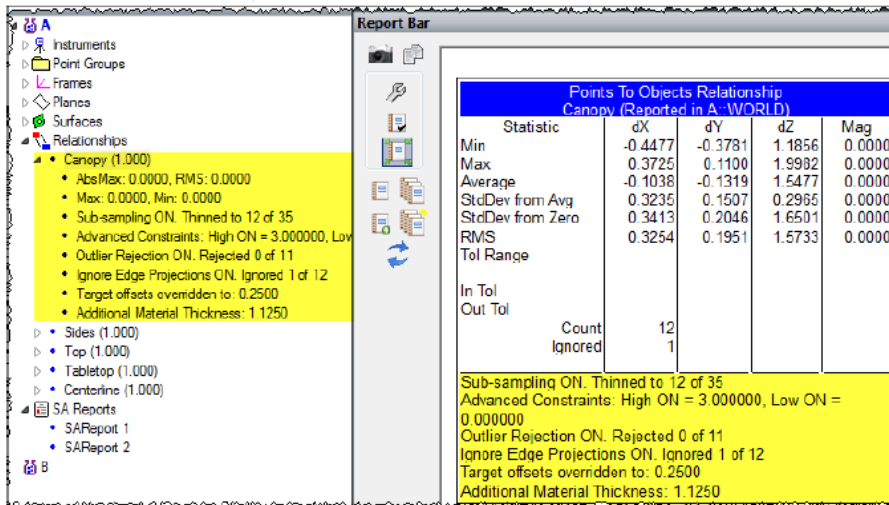 A
Instruments
Point Groups
Frames
Planes
Surfaces
Relationships
Canopy (1.000)
AbsMax: 0.0000, RMS: 0.0000
Max: 0.0000, Min: 0.0000
Sub-sampling ON. Thinned to 12 of 35
Advanced Constraints: High ON = 3.000000, Low
Outlier Rejection ON. Rejected 0 of 11
Ignore Edge Projections ON. Ignored 1 of 12
Target offsets overridden to: 0.2500
Additional Material Thickness: 1.1250
Sides (1.000)
Top (1.000)
Tabletop (1.000)
Centerline (1.000)
SA Reports
SAReport 1
SAReport 2
B
Report Bar
Points To Objects Relationship
Canopy (Reported in A::WORLD)
Statistic dX dY dZ Mag
Min -0.4477 -0.3781 1.1856 0.0000
Max 0.3725 0.1100 1.9982 0.0000
Average -0.1038 -0.1319 1.5477 0.0000
StdDev from Avg 0.3235 0.1507 0.2965 0.0000
StdDev from Zero 0.3413 0.2046 1.6501 0.0000
RMS 0.3254 0.1951 1.5733 0.0000
Tol Range
In Tol
Out Tol
Count 12
Ignored 1
Sub-sampling ON. Thinned to 12 of 35
Advanced Constraints: High ON = 3.000000, Low ON =
0.000000
Outlier Rejection ON. Rejected 0 of 11
Ignore Edge Projections ON. Ignored 1 of 12
Target offsets overridden to: 0.2500
Additional Material Thickness: 1.1250